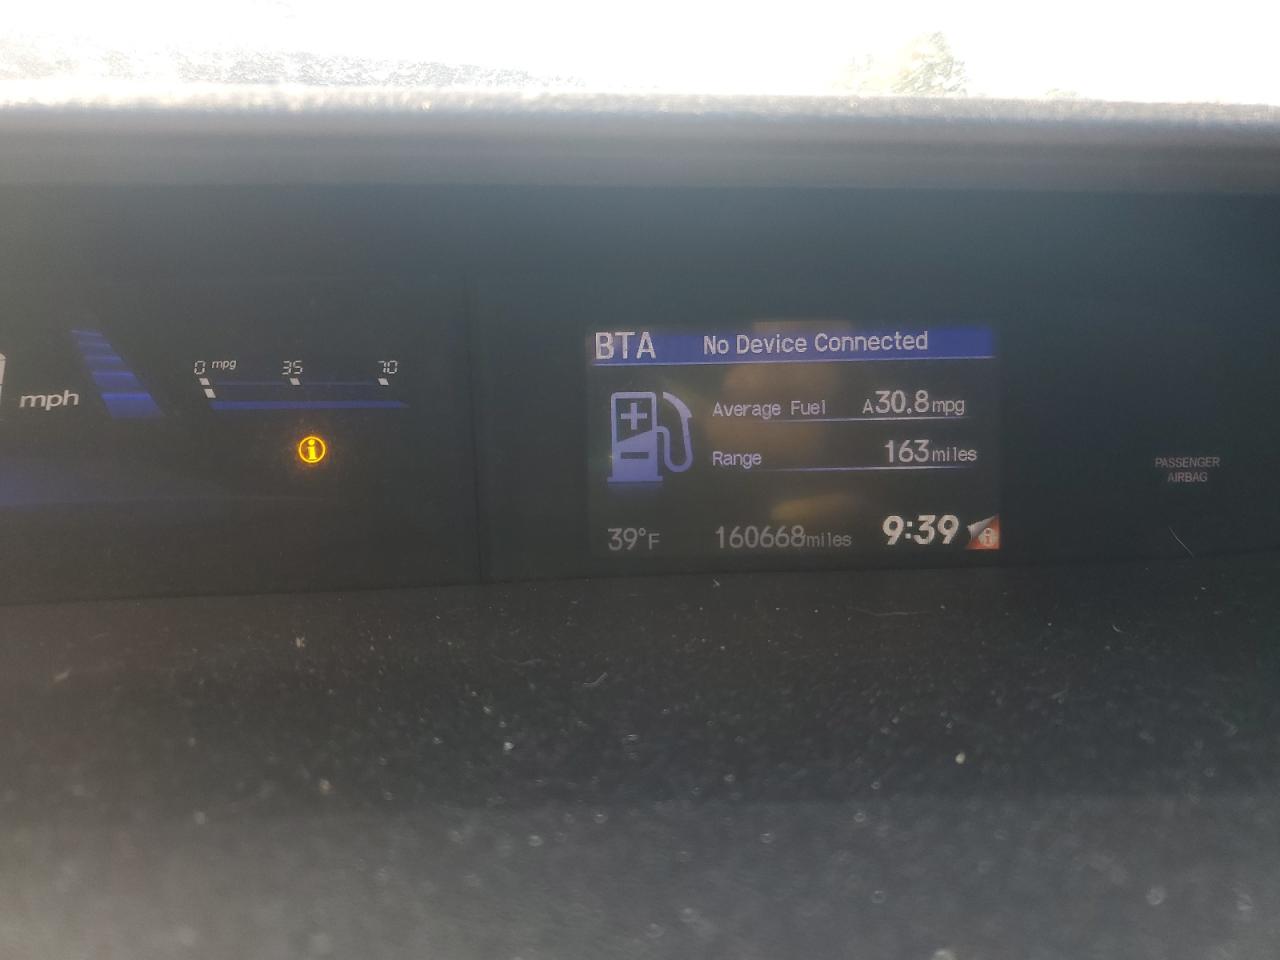 mph
0 mpg 35 70
BTA No Device Connected
Average Fuel A30.8mpg
Range 163miles
39°F 160668miles 9:39
PASSENGER
AIRBAG